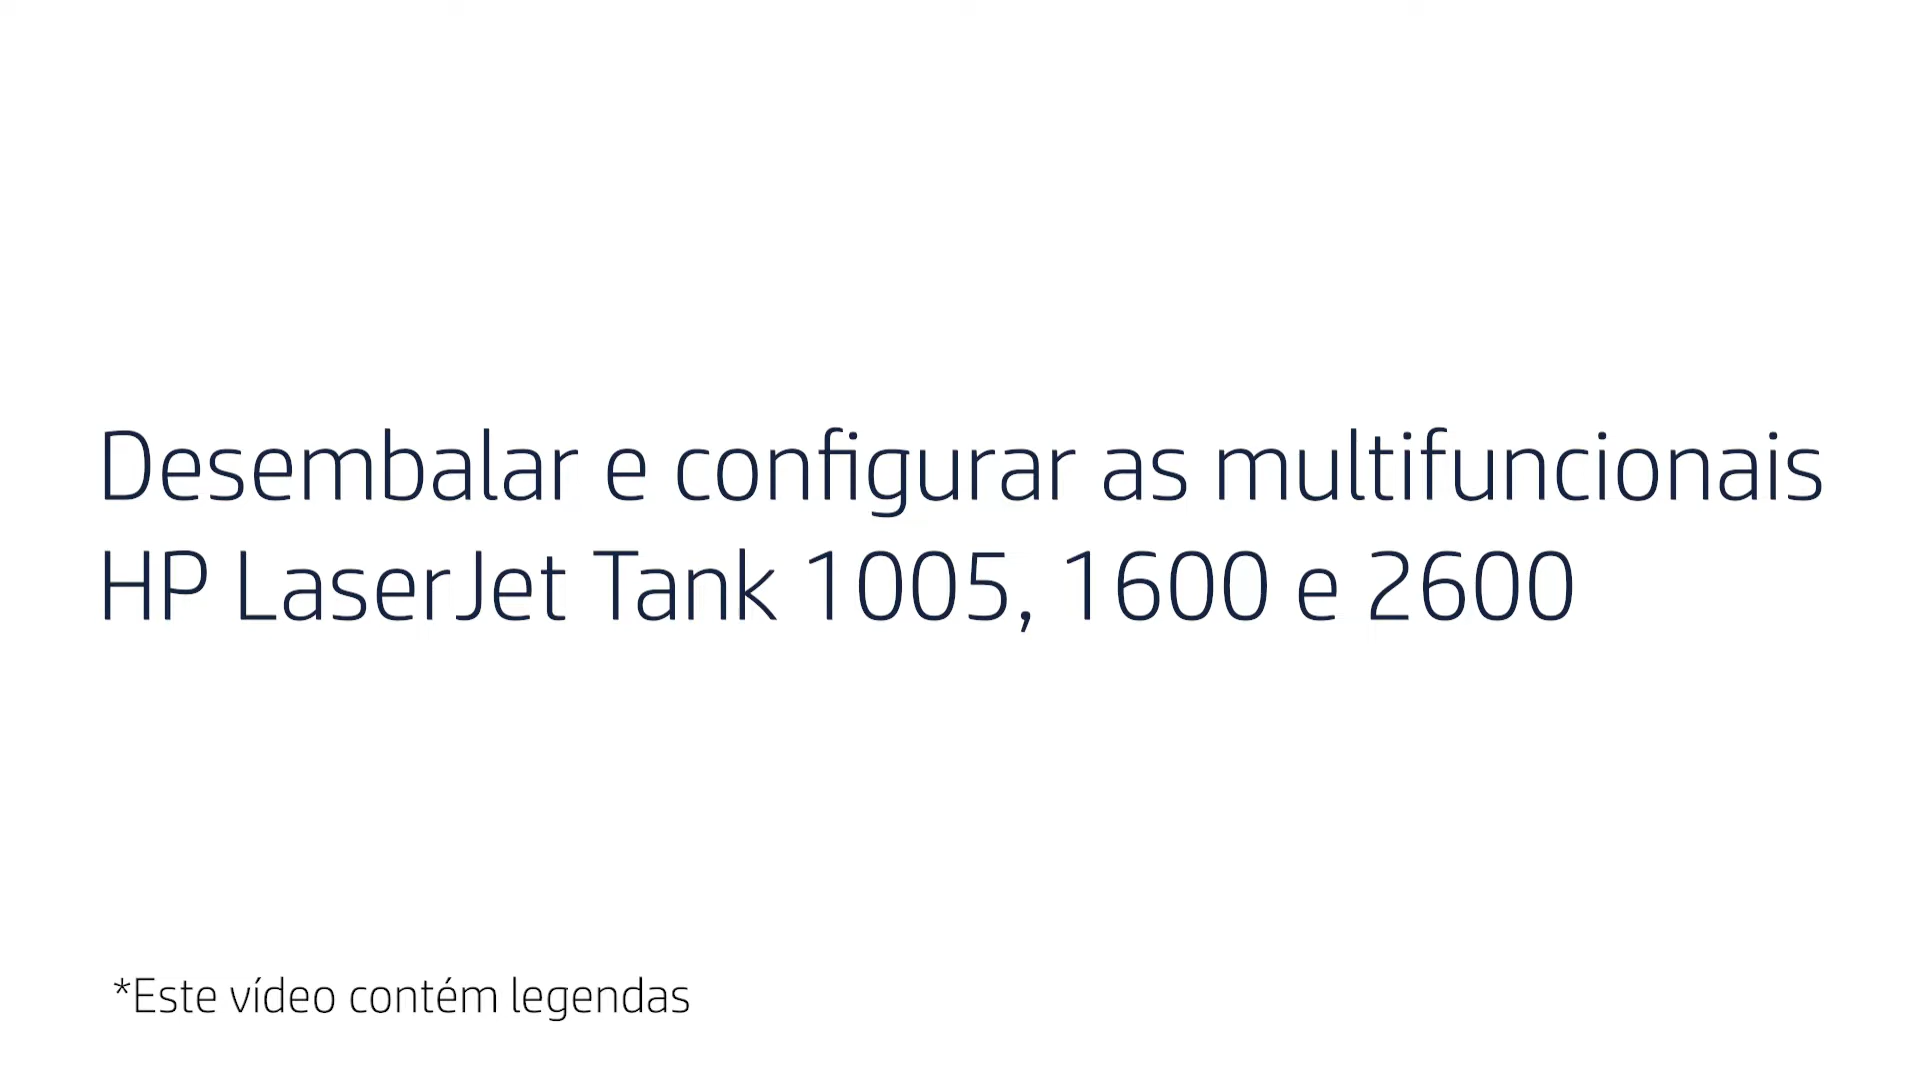 Desembalar e configurar as multifuncionais
HP LaserJet Tank 1005, 1600 e 2600
*Este vídeo contém legendas